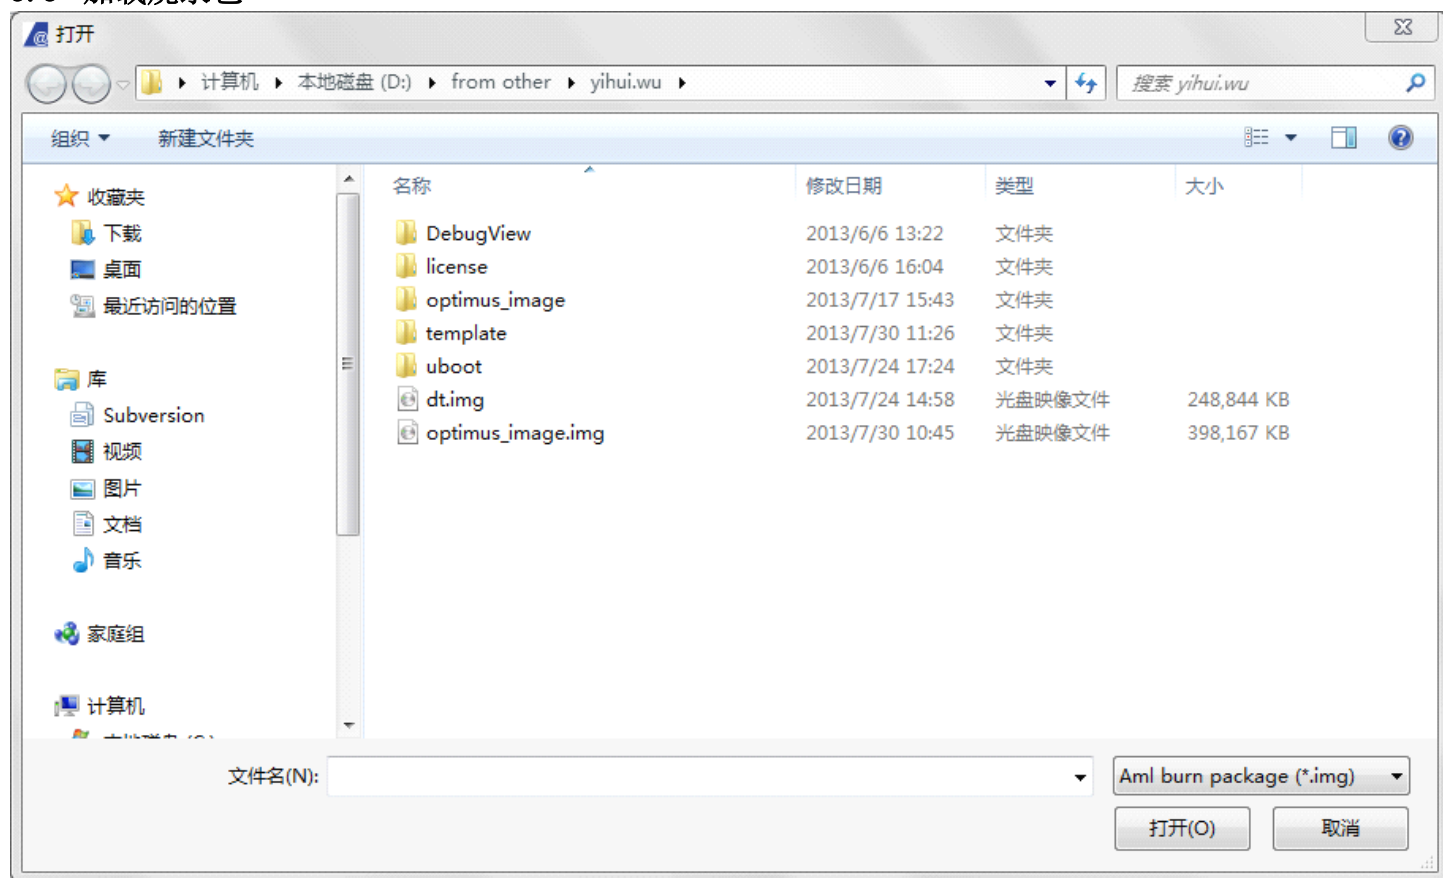 打开
计算机 本地磁盘 (D:) from other yihui.wu
搜索 yihui.wu
组织 新建文件夹
名称 修改日期 类型 大小
收藏夹
下载
桌面
最近访问的位置
库
Subversion
视频
图片
文档
音乐
家庭组
计算机
DebugView 2013/6/6 13:22 文件夹
license 2013/6/6 16:04 文件夹
optimus_image 2013/7/17 15:43 文件夹
template 2013/7/30 11:26 文件夹
uboot 2013/7/24 17:24 文件夹
dt.img 2013/7/24 14:58 光盘映像文件 248,844 KB
optimus_image.img 2013/7/30 10:45 光盘映像文件 398,167 KB
文件名(N):
Aml burn package (*.img)
打开(O) 取消